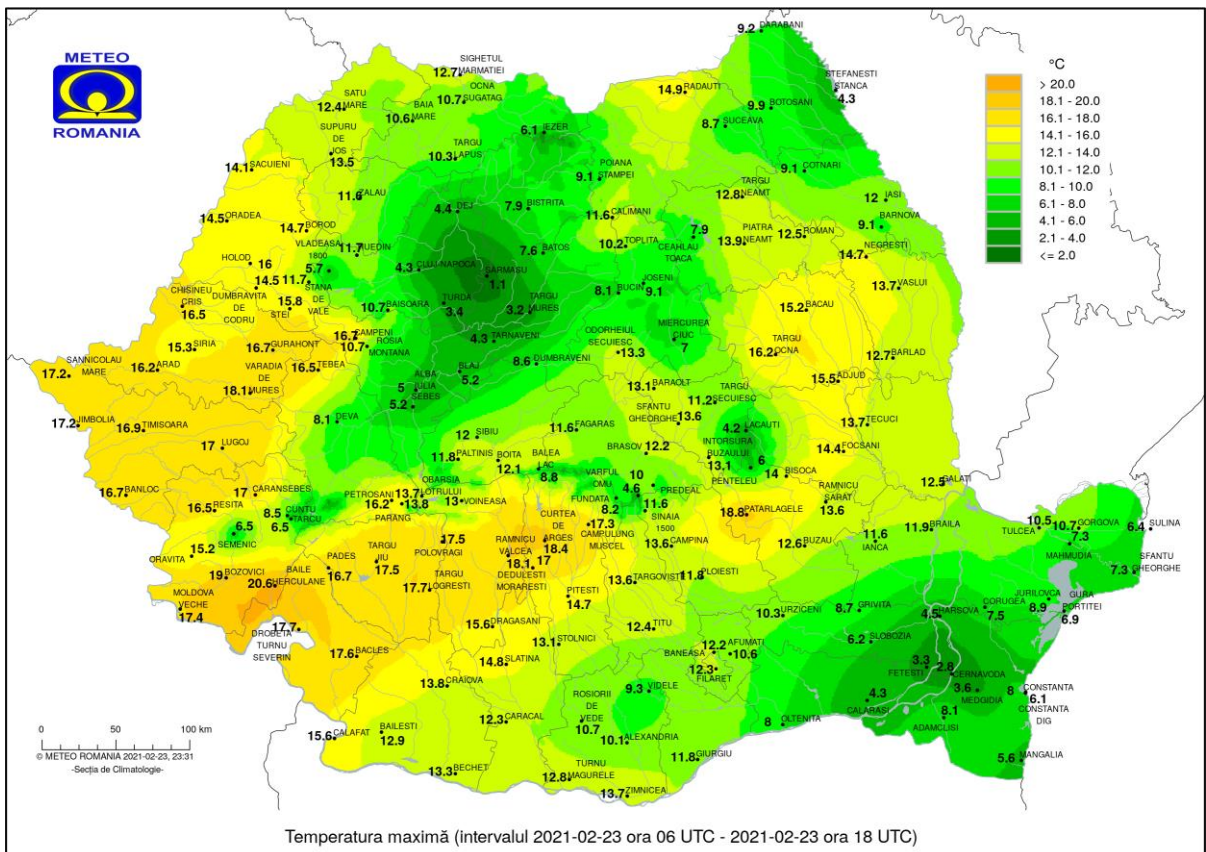 METEO
ROMANIA
°C
> 20.0
18.1 - 20.0
16.1 - 18.0
14.1 - 16.0
12.1 - 14.0
10.1 - 12.0
8.1 - 10.0
6.1 - 8.0
4.1 - 6.0
2.1 - 4.0
<= 2.0
9.2 DARABANI
STEFANESTI
STANCA
4.3
SIGHETUL
12.7 MARMATIEI
OCNA
10.7 SUGATAG
SATU
12.4 MARE
BAIA
10.6 MARE
14.9 RADAUTI
9.9 BOTOSANI
8.7 SUCEAVA
6.1 IEZER
SUPURU
DE
JOS
13.5
TARGU
10.3 LAPUS
POIANA
9.1 STAMPEI
9.1 COTNARI
14.1 SACUIENI
11.6 ZALAU
4.4 DEJ
7.9 BISTRITA
11.6 CALIMANI
TARGU
12.8 NEAMT
12 IASI
BARNOVA
9.1
14.5 ORADEA
14.7 BOROD
VLADEASA
1800
5.7
11.7 HUEDIN
7.6 BATOS
10.2 TOPLITA
7.9
CEAHLAU
TOACA
PIATRA
13.9 NEAMT
12.5 ROMAN
NEGRESTI
14.7
HOLOD 16
14.5
DUMBRAVITA
DE
CODRU
11.7
STANA
DE
VALE
4.3 CLUJ-NAPOCA
SARMASU
1.1
8.1 BUCIN
JOSENI
9.1
13.7 VASLUI
CHISINEU
CRIS
16.5
15.8
STEI
10.7 BAISOARA
TURDA
3.4
TARGU
3.2 MURES
15.2 BACAU
15.3 SIRIA
16.7 GURAHONT
16.7 CAMPENI
10.7 ROSIA
MONTANA
4.3 TARNAVENI
ODORHEIUL
SECUIESC
13.3
MIERCUREA
CIUC
7
TARGU
16.2 OCNA
12.7 BARLAD
SANNICOLAU
17.2 MARE
16.2 ARAD
VARADIA
DE
18.1 MURES
16.5 TEBEA
ALBA
5 IULIA
5.2 SEBES
BLAJ
5.2
8.6 DUMBRAVENI
13.1 BARAOLT
TARGU
11.2 SECUIESC
15.5 ADJUD
17.2 JIMBOLIA
16.9 TIMISOARA
8.1 DEVA
SFANTU
GHEORGHE 13.6
4.2 LACAUTI
13.7 TECUCI
17 LUGOJ
12 SIBIU
11.6 FAGARAS
BRASOV 12.2
INTORSURA
BUZAULUI
13.1
6
PENTELEU
14.4 FOCSANI
11.8 PALTINIS
BOITA
12.1
BALEA
LAC
8.8
VARFUL
OMU
4.6
10
PREDEAL
14 BISOCA
12.5 GALATI
16.7 BANLOC
16.5 RESITA
17 CARANSEBES
8.5 CUNTU
6.5 TARCU
6.5
SEMENIC
PETROSANI
16.2
OBARSIA
13.7 LOTRULUI
13.8
PARANG
13 VOINEASA
FUNDATA
8.2
11.6
SINAIA
1500
18.8 PATARLAGELE
RAMNICU
SARAT
13.6
15.2
ORAVITA
17.5
POLOVRAGI
CURTEA
DE
ARGES
18.4
17.3
CAMPULUNG
MUSCEL
13.6 CAMPINA
12.6 BUZAU
11.6
IANCA
11.9 BRAILA
10.5
TULCEA
10.7 GORGOVA
7.3
MAHMUDIA
6.4 SULINA
19 BOZOVICI
BAILE
20.6 HERCULANE
PADES
16.7
TARGU
JIU
17.5
RAMNICU
VALCEA
18.1
17
DEDULESTI
MORARESTI
13.6 TARGOVISTE
11.8 PLOIESTI
SFANTU
7.3 GHEORGHE
MOLDOVA
VECHE
17.4
17.7 TARGU
LOGRESTI
PITESTI
14.7
10.3 URZICENI
8.7 GRIVITA
4.5 HARSOVA
CORUGEA
7.5
JURILOVCA
8.9
GURA
PORTITEI
6.9
17.7
DROBETA
TURNU
SEVERIN
15.6 DRAGASANI
13.1 STOLNICI
12.4 TITU
6.2 SLOBOZIA
17.6 BACLES
14.8 SLATINA
12.2
BANEASA
AFUMATI
10.6
12.3
FILARET
3.3
FETESTI
2.8
CERNAVODA
3.6
MEDGIDIA
8 CONSTANTA
6.1
CONSTANTA
DIG
13.8 CRAIOVA
9.3 VIDELE
4.3
CALARASI
8.1
ADAMCLISI
15.6 CALAFAT
BAILESTI
12.9
12.3 CARACAL
ROSIORII
DE
VEDE
10.7
10.1 ALEXANDRIA
8 OLTENITA
11.8 GIURGIU
5.6 MANGALIA
13.3 BECHET
TURNU
12.8 MAGURELE
13.7 ZIMNICEA
0 50 100 km
© METEO ROMANIA 2021-02-23, 23:31
-Secția de Climatologie-
Temperatura maximă (intervalul 2021-02-23 ora 06 UTC - 2021-02-23 ora 18 UTC)